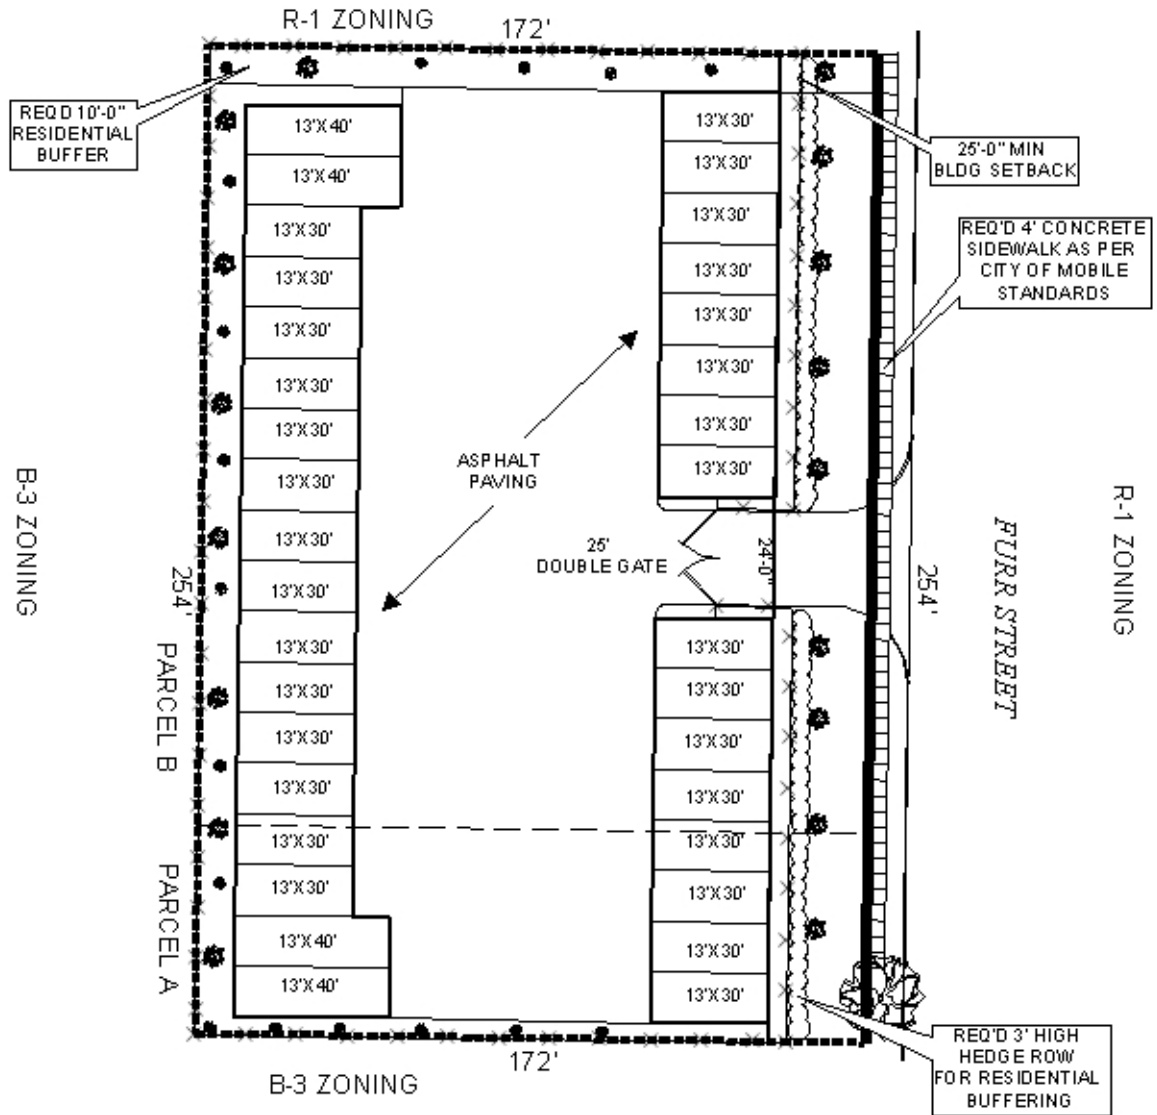 R-1 ZONING
172'
REQ'D 10'-0"
RESIDENTIAL
BUFFER
13'X40'
13'X40'
13'X30'
13'X30'
13'X30'
13'X30'
13'X30'
13'X30'
13'X30'
13'X30'
13'X30'
13'X30'
13'X30'
13'X30'
13'X30'
13'X30'
13'X40'
13'X40'
13'X30'
13'X30'
13'X30'
13'X30'
13'X30'
13'X30'
13'X30'
13'X30'
25'-0" MIN
BLDG SETBACK
REQ'D 4' CONCRETE
SIDEWALK AS PER
CITY OF MOBILE
STANDARDS
ASPHALT
PAVING
25'
DOUBLE GATE
24'-0"
13'X30'
13'X30'
13'X30'
13'X30'
13'X30'
13'X30'
13'X30'
13'X30'
B-3 ZONING
254'
PARCEL B
PARCEL A
254'
FURR STREET
R-1 ZONING
172'
B-3 ZONING
REQ'D 3' HIGH
HEDGE ROW
FOR RESIDENTIAL
BUFFERING